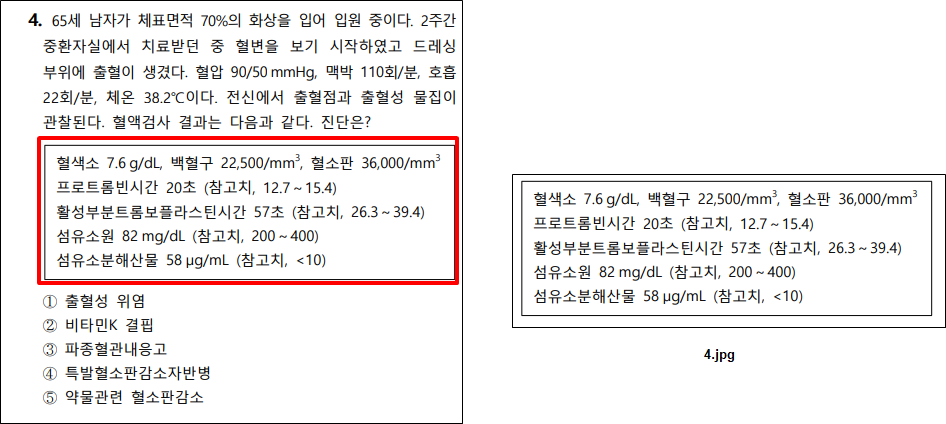 4. 65세 남자가 체표면적 70%의 화상을 입어 입원 중이다. 2주간
중환자실에서 치료받던 중 혈변을 보기 시작하였고 드레싱
부위에 출혈이 생겼다. 혈압 90/50 mmHg, 맥박 110회/분, 호흡
22회/분, 체온 38.2℃이다. 전신에서 출혈점과 출혈성 물집이
관찰된다. 혈액검사 결과는 다음과 같다. 진단은?
혈색소 7.6 g/dL, 백혈구 22,500/mm³, 혈소판 36,000/mm³
프로트롬빈시간 20초 (참고치, 12.7 ~ 15.4)
활성부분트롬보플라스틴시간 57초 (참고치, 26.3 ~ 39.4)
섬유소원 82 mg/dL (참고치, 200 ~ 400)
섬유소분해산물 58 μg/mL (참고치, <10)
① 출혈성 위염
② 비타민K 결핍
③ 파종혈관내응고
④ 특발혈소판감소자반병
⑤ 약물관련 혈소판감소
혈색소 7.6 g/dL, 백혈구 22,500/mm³, 혈소판 36,000/mm³
프로트롬빈시간 20초 (참고치, 12.7 ~ 15.4)
활성부분트롬보플라스틴시간 57초 (참고치, 26.3 ~ 39.4)
섬유소원 82 mg/dL (참고치, 200 ~ 400)
섬유소분해산물 58 μg/mL (참고치, <10)
4.jpg